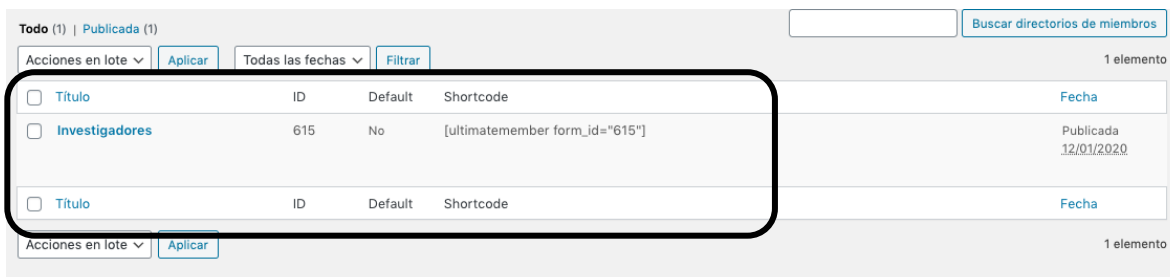 Todo (1) | Publicada (1)
Buscar directorios de miembros
Acciones en lote Aplicar Todas las fechas Filtrar 1 elemento
Título ID Default Shortcode Fecha
Investigadores 615 No [ultimatemember form_id="615"] Publicada
12/01/2020
Título ID Default Shortcode Fecha
Acciones en lote Aplicar 1 elemento